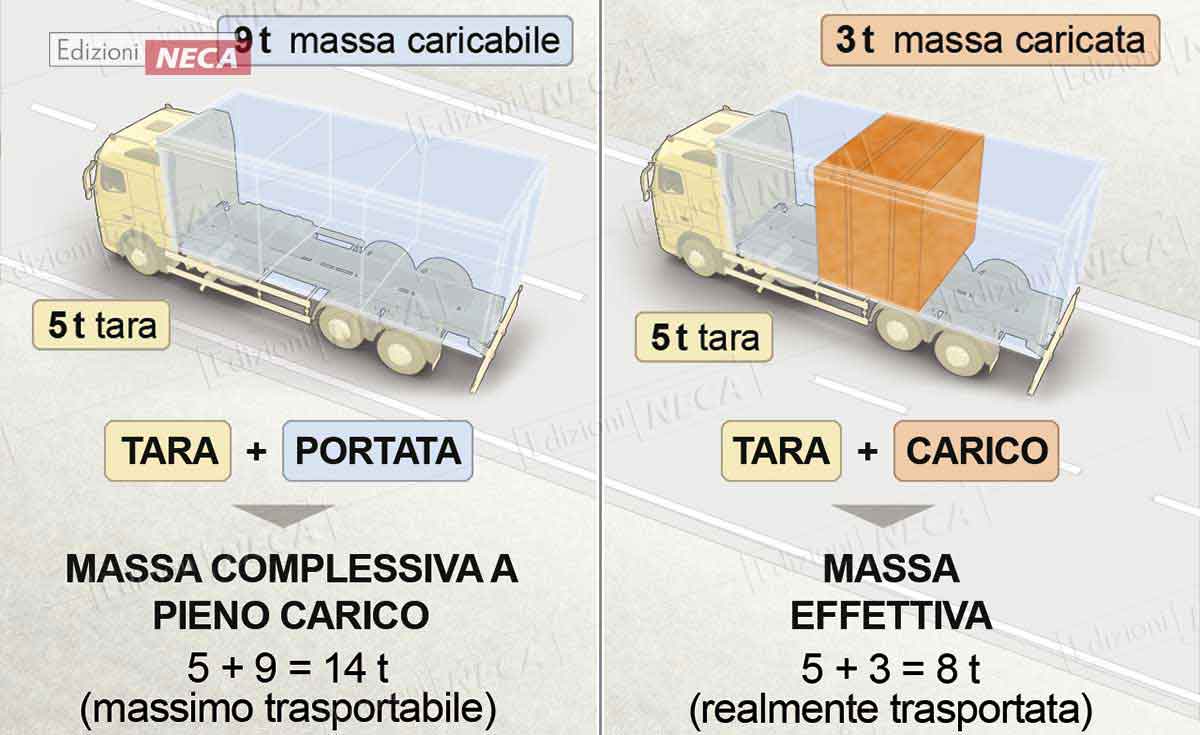 Edizioni NECA
9 t massa caricabile
5 t tara
TARA + PORTATA
MASSA COMPLESSIVA A
PIENO CARICO
5 + 9 = 14 t
(massimo trasportabile)
3 t massa caricata
5 t tara
TARA + CARICO
MASSA
EFFETTIVA
5 + 3 = 8 t
(realmente trasportata)